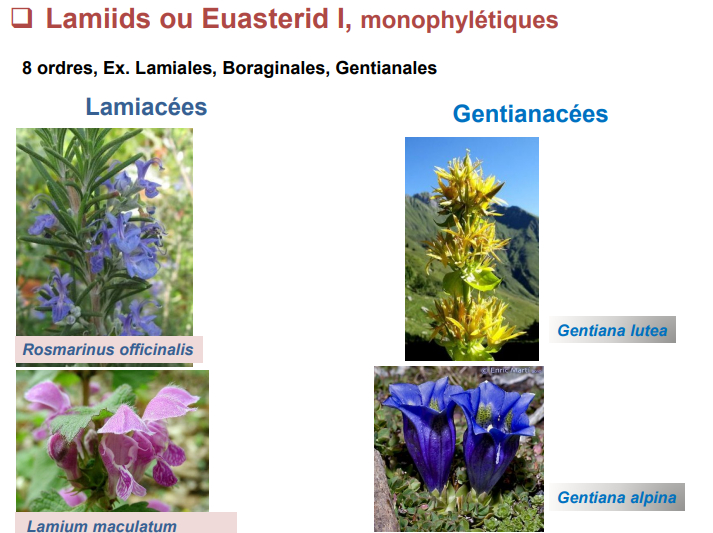 Lamiids ou Euasterid I, monophylétiques
8 ordres, Ex. Lamiales, Boraginales, Gentianales
Lamiacées
Gentianacées
Rosmarinus officinalis
Gentiana lutea
© Enric Martí
Lamium maculatum
Gentiana alpina